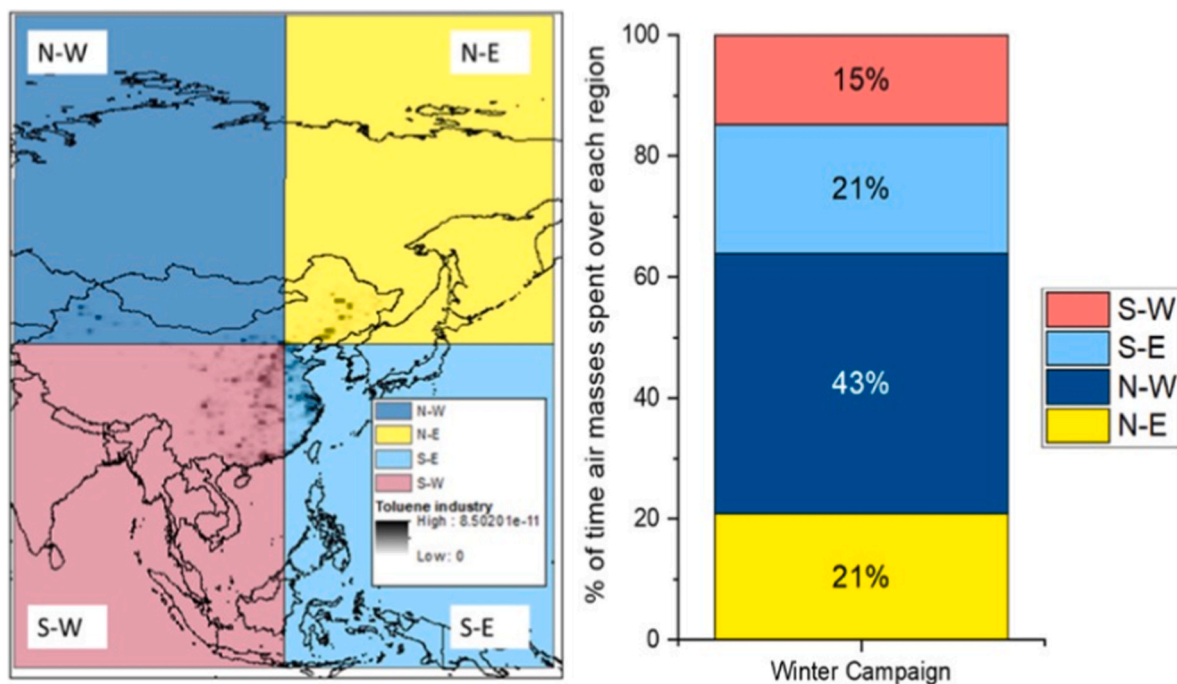 N-W
N-E
S-W
S-E
N-W
N-E
S-E
S-W
Toluene industry
High : 8.50201e-11
Low: 0
% of time air masses spent over each region
100
80
60
40
20
0
15%
21%
43%
21%
Winter Campaign
S-W
S-E
N-W
N-E